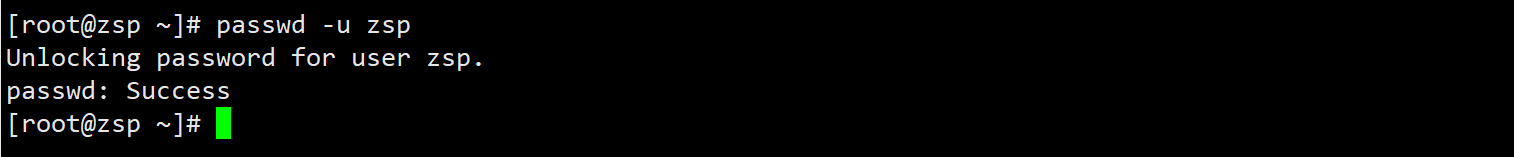 [root@zsp ~]# passwd -u zsp
Unlocking password for user zsp.
passwd: Success
[root@zsp ~]#